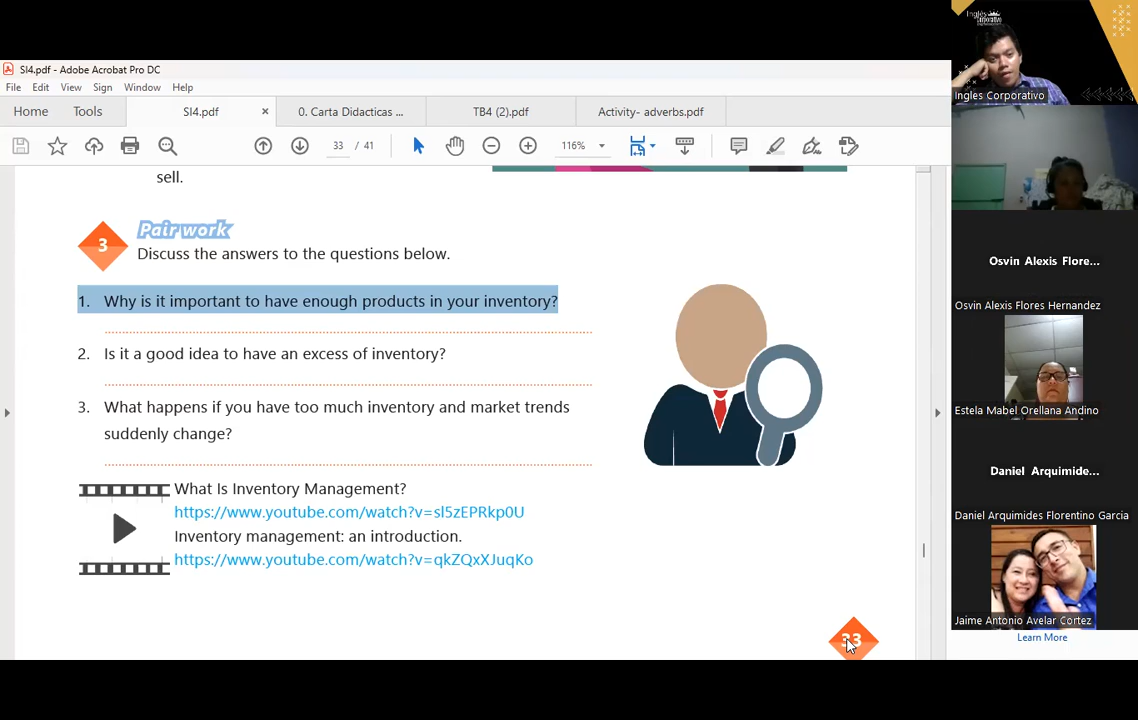 SI4.pdf - Adobe Acrobat Pro DC
File Edit View Sign Window Help
Home Tools SI4.pdf × 0. Carta Didacticas ... TB4 (2).pdf Activity- adverbs.pdf
33 / 41 116%
sell.
3
Pair work
Discuss the answers to the questions below.
1. Why is it important to have enough products in your inventory?
2. Is it a good idea to have an excess of inventory?
3. What happens if you have too much inventory and market trends
suddenly change?
What Is Inventory Management?
https://www.youtube.com/watch?v=sl5zEPRkp0U
Inventory management: an introduction.
https://www.youtube.com/watch?v=qkZQxXJuqKo
33
Inglés
Corporativo
Ingles Corporativo
Osvin Alexis Flore...
Osvin Alexis Flores Hernandez
Estela Mabel Orellana Andino
Daniel Arquimide...
Daniel Arquimides Florentino Garcia
Jaime Antonio Avelar Cortez
Learn More